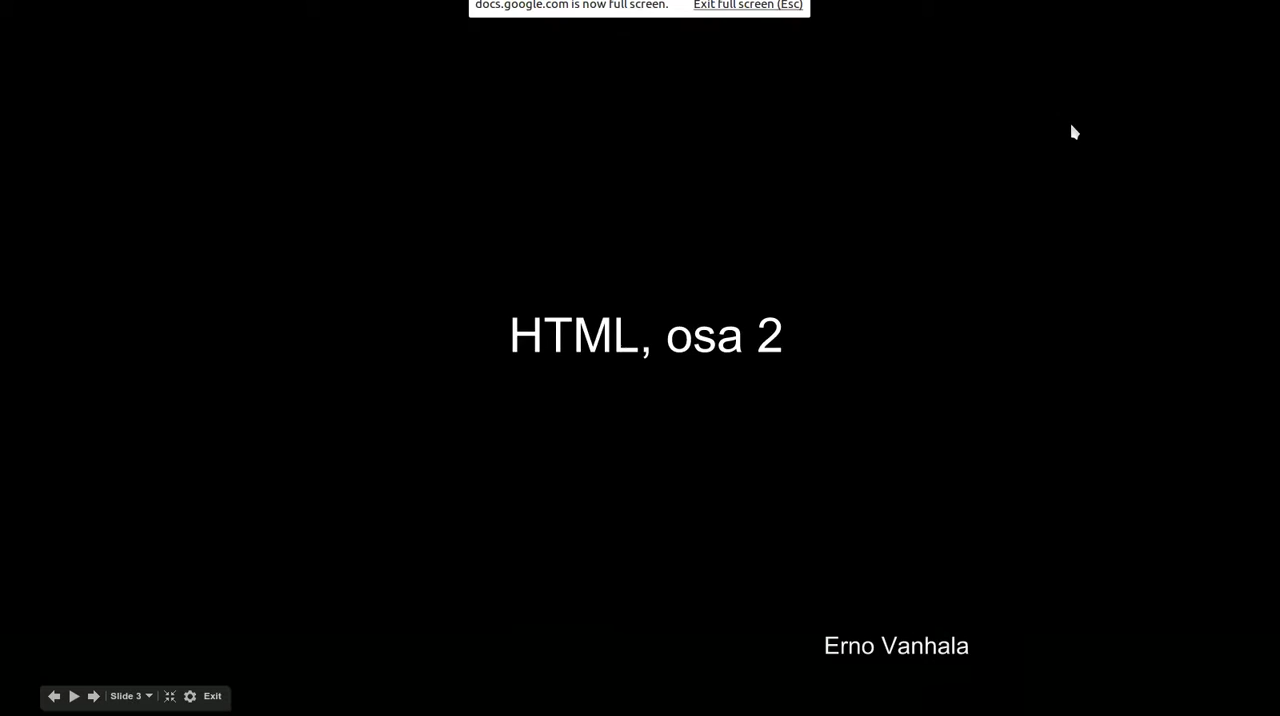 docs.google.com is now full screen. Exit full screen (Esc)
HTML, osa 2
Erno Vanhala
Slide 3 Exit